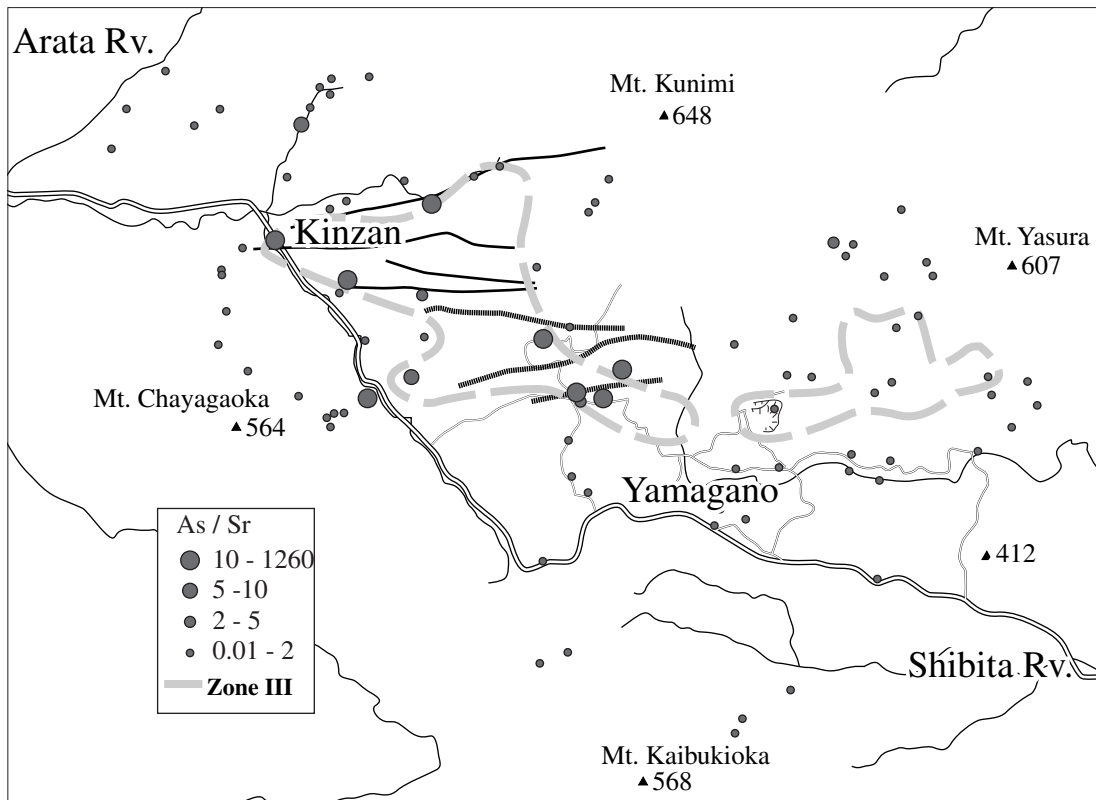 Arata Rv.
Mt. Kunimi
648
Kinzan
Mt. Yasura
607
Mt. Chayagaoka
564
Yamagano
As / Sr
10 - 1260
5 -10
2 - 5
0.01 - 2
Zone III
412
Shibita Rv.
Mt. Kaibukioka
568